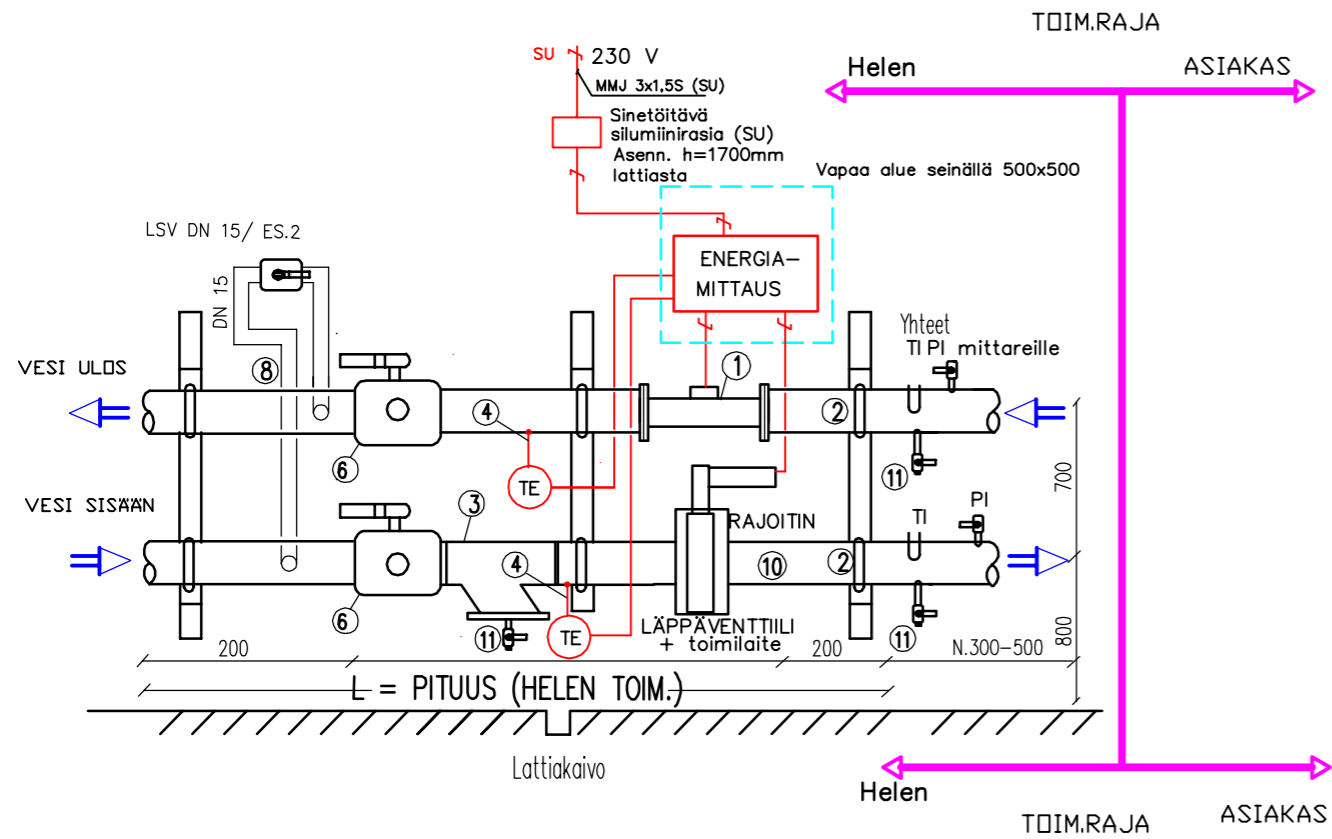 TOIM.RAJA
Helen
ASIAKAS
SU
230 V
MMJ 3x1,5S (SU)
Sinetöitävä
silumiinirasia (SU)
Asenn. h=1700mm
lattiasta
Vapaa alue seinällä 500x500
LSV DN 15/ ES.2
DN 15
ENERGIA-
MITTAUS
Yhteet
TI PI mittareille
VESI ULOS
8
1
4
2
6
TE
11
700
VESI SISÄÄN
3
RAJOITIN
TI
PI
4
10
2
6
11
TE
LÄPPÄVENTTIILI
+ toimilaite
11
800
200
200
N.300-500
L = PITUUS (HELEN TOIM.)
Lattiakaivo
Helen
TOIM.RAJA
ASIAKAS